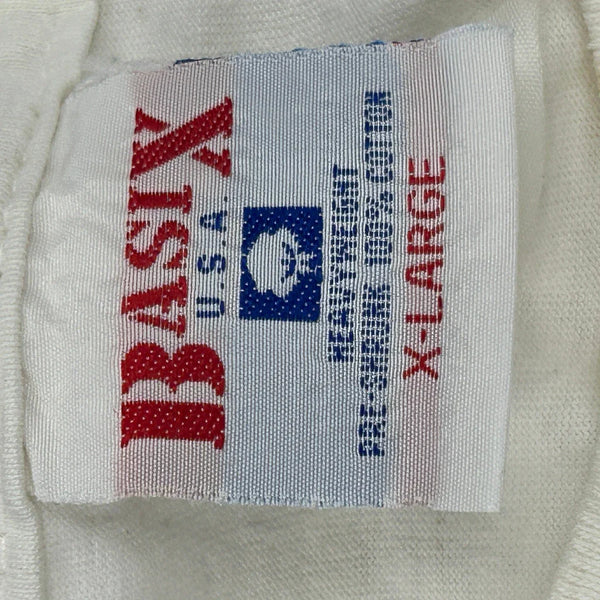 BASIX
U.S.A.
HEAVYWEIGHT
PRE-SHRUNK 100% COTTON
X-LARGE